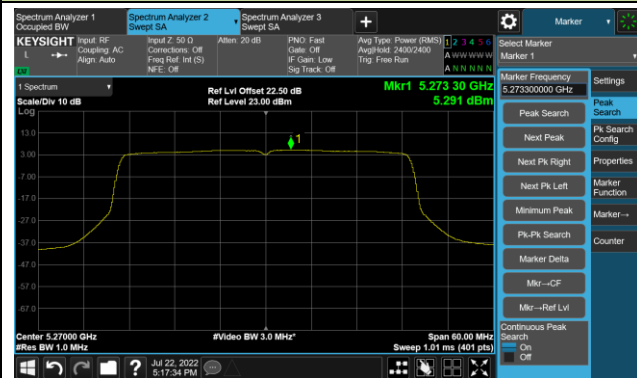 Spectrum Analyzer 1
Occupied BW
Spectrum Analyzer 2
Swept SA
Spectrum Analyzer 3
Swept SA
+
Marker
KEYSIGHT
L
LXI
Input: RF
Coupling: AC
Align: Auto
Input Z: 50 Ω
Corrections: Off
Freq Ref: Int (S)
NFE: Off
Atten: 20 dB
PNO: Fast
Gate: Off
IF Gain: Low
Sig Track: Off
Avg Type: Power (RMS)
Avg|Hold: 2400/2400
Trig: Free Run
1 2 3 4 5 6
A W W W W W
A N N N N N
Select Marker
Marker 1
1 Spectrum
Scale/Div 10 dB
Log
Ref Lvl Offset 22.50 dB
Ref Level 23.00 dBm
Mkr1 5.273 30 GHz
5.291 dBm
1
13.0
3.00
-7.00
-17.0
-27.0
-37.0
-47.0
-57.0
-67.0
Center 5.27000 GHz
#Res BW 1.0 MHz
#Video BW 3.0 MHz*
Span 60.00 MHz
Sweep 1.01 ms (401 pts)
Marker Frequency
5.273300000 GHz
Peak Search
Next Peak
Next Pk Right
Next Pk Left
Minimum Peak
Pk-Pk Search
Marker Delta
Mkr→CF
Mkr→Ref Lvl
Continuous Peak
Search
On
Off
Settings
Peak
Search
Pk Search
Config
Properties
Marker
Function
Marker→
Counter
?
Jul 22, 2022
5:17:34 PM